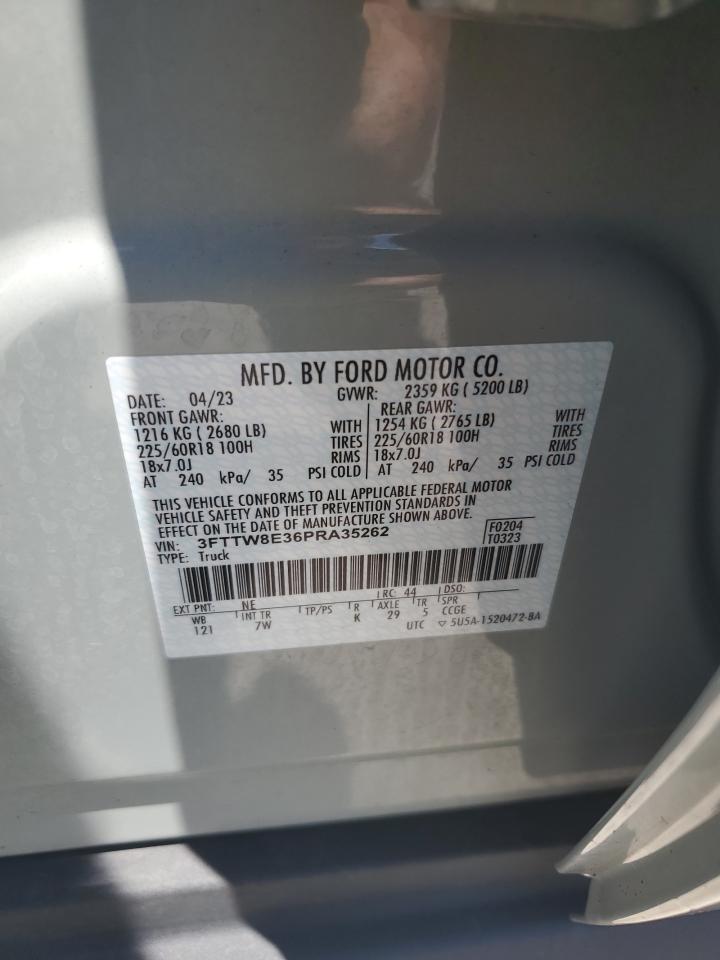 MFD. BY FORD MOTOR CO.
DATE: 04/23 GVWR: 2359 KG ( 5200 LB)
FRONT GAWR: REAR GAWR:
1216 KG ( 2680 LB) WITH 1254 KG ( 2765 LB) WITH
225/60R18 100H TIRES 225/60R18 100H TIRES
18x7.0J RIMS 18x7.0J RIMS
AT 240 kPa/ 35 PSI COLD AT 240 kPa/ 35 PSI COLD
THIS VEHICLE CONFORMS TO ALL APPLICABLE FEDERAL MOTOR
VEHICLE SAFETY AND THEFT PREVENTION STANDARDS IN
EFFECT ON THE DATE OF MANUFACTURE SHOWN ABOVE.
VIN: 3FTTW8E36PRA35262 F0204
TYPE: Truck T0323
EXT PNT: NE RC: 44 DSO:
WB INT TR TP/PS R AXLE TR SPR
121 7W K 29 5 CCGE
UTC ▽ 5U5A-1520472-BA